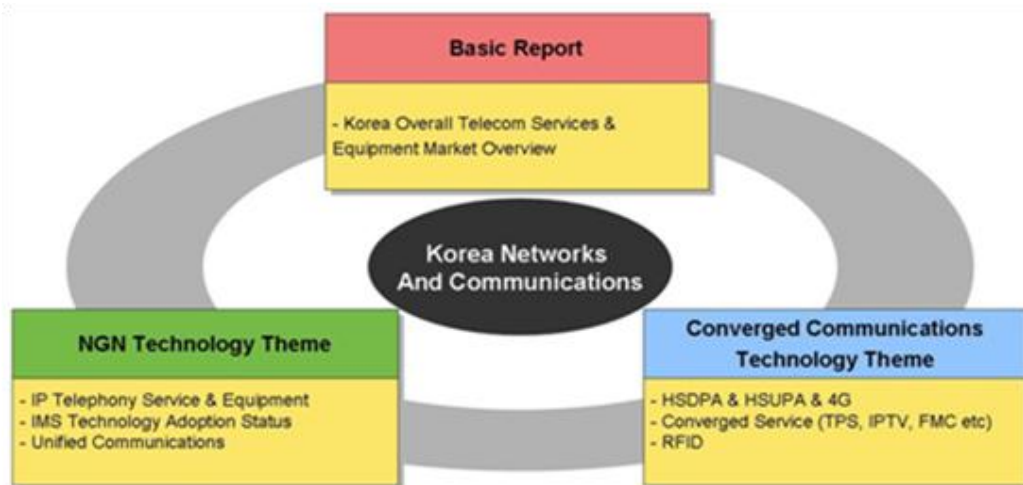 Basic Report
- Korea Overall Telecom Services &
Equipment Market Overview
Korea Networks
And Communications
NGN Technology Theme
- IP Telephony Service & Equipment
- IMS Technology Adoption Status
- Unified Communications
Converged Communications
Technology Theme
- HSDPA & HSUPA & 4G
- Converged Service (TPS, IPTV, FMC etc)
- RFID